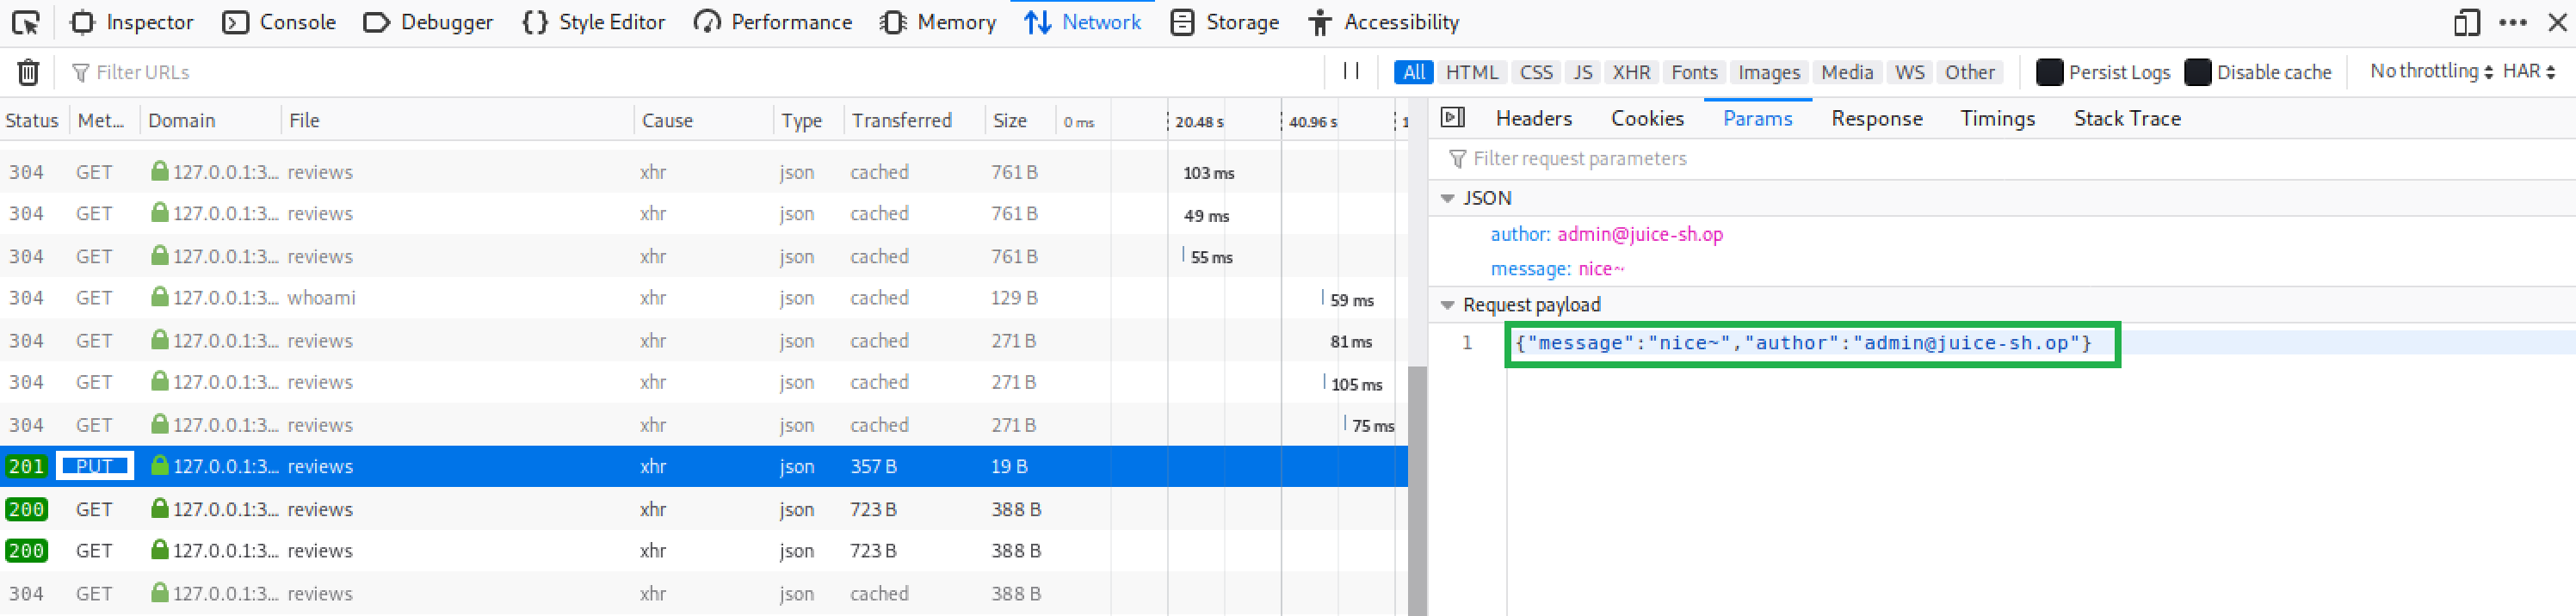 Inspector Console Debugger Style Editor Performance Memory Network Storage Accessibility
Filter URLs All HTML CSS JS XHR Fonts Images Media WS Other Persist Logs Disable cache No throttling HAR
Status Met... Domain File Cause Type Transferred Size 0 ms 20.48 s 40.96 s 1
304 GET 127.0.0.1:3... reviews xhr json cached 761 B 103 ms
304 GET 127.0.0.1:3... reviews xhr json cached 761 B 49 ms
304 GET 127.0.0.1:3... reviews xhr json cached 761 B 55 ms
304 GET 127.0.0.1:3... whoami xhr json cached 129 B 59 ms
304 GET 127.0.0.1:3... reviews xhr json cached 271 B 81 ms
304 GET 127.0.0.1:3... reviews xhr json cached 271 B 105 ms
304 GET 127.0.0.1:3... reviews xhr json cached 271 B 75 ms
201 PUT 127.0.0.1:3... reviews xhr json 357 B 19 B
200 GET 127.0.0.1:3... reviews xhr json 723 B 388 B
200 GET 127.0.0.1:3... reviews xhr json 723 B 388 B
304 GET 127.0.0.1:3... reviews xhr json cached 388 B
Headers Cookies Params Response Timings Stack Trace
Filter request parameters
JSON
author: admin@juice-sh.op
message: nice~
Request payload
1 {"message":"nice~","author":"admin@juice-sh.op"}